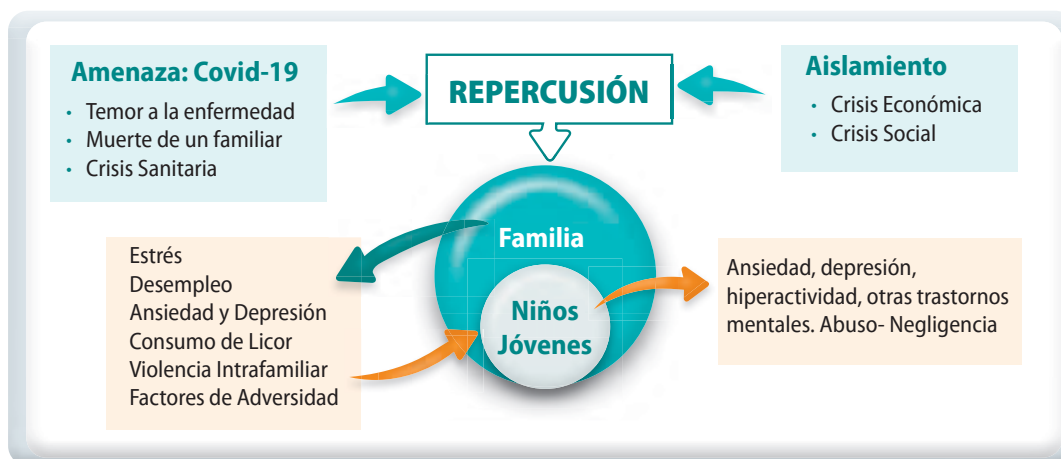 Amenaza: Covid-19
• Temor a la enfermedad
• Muerte de un familiar
• Crisis Sanitaria
REPERCUSIÓN
Aislamiento
• Crisis Económica
• Crisis Social
Familia
Niños
Jóvenes
Estrés
Desempleo
Ansiedad y Depresión
Consumo de Licor
Violencia Intrafamiliar
Factores de Adversidad
Ansiedad, depresión,
hiperactividad, otras trastornos
mentales. Abuso- Negligencia